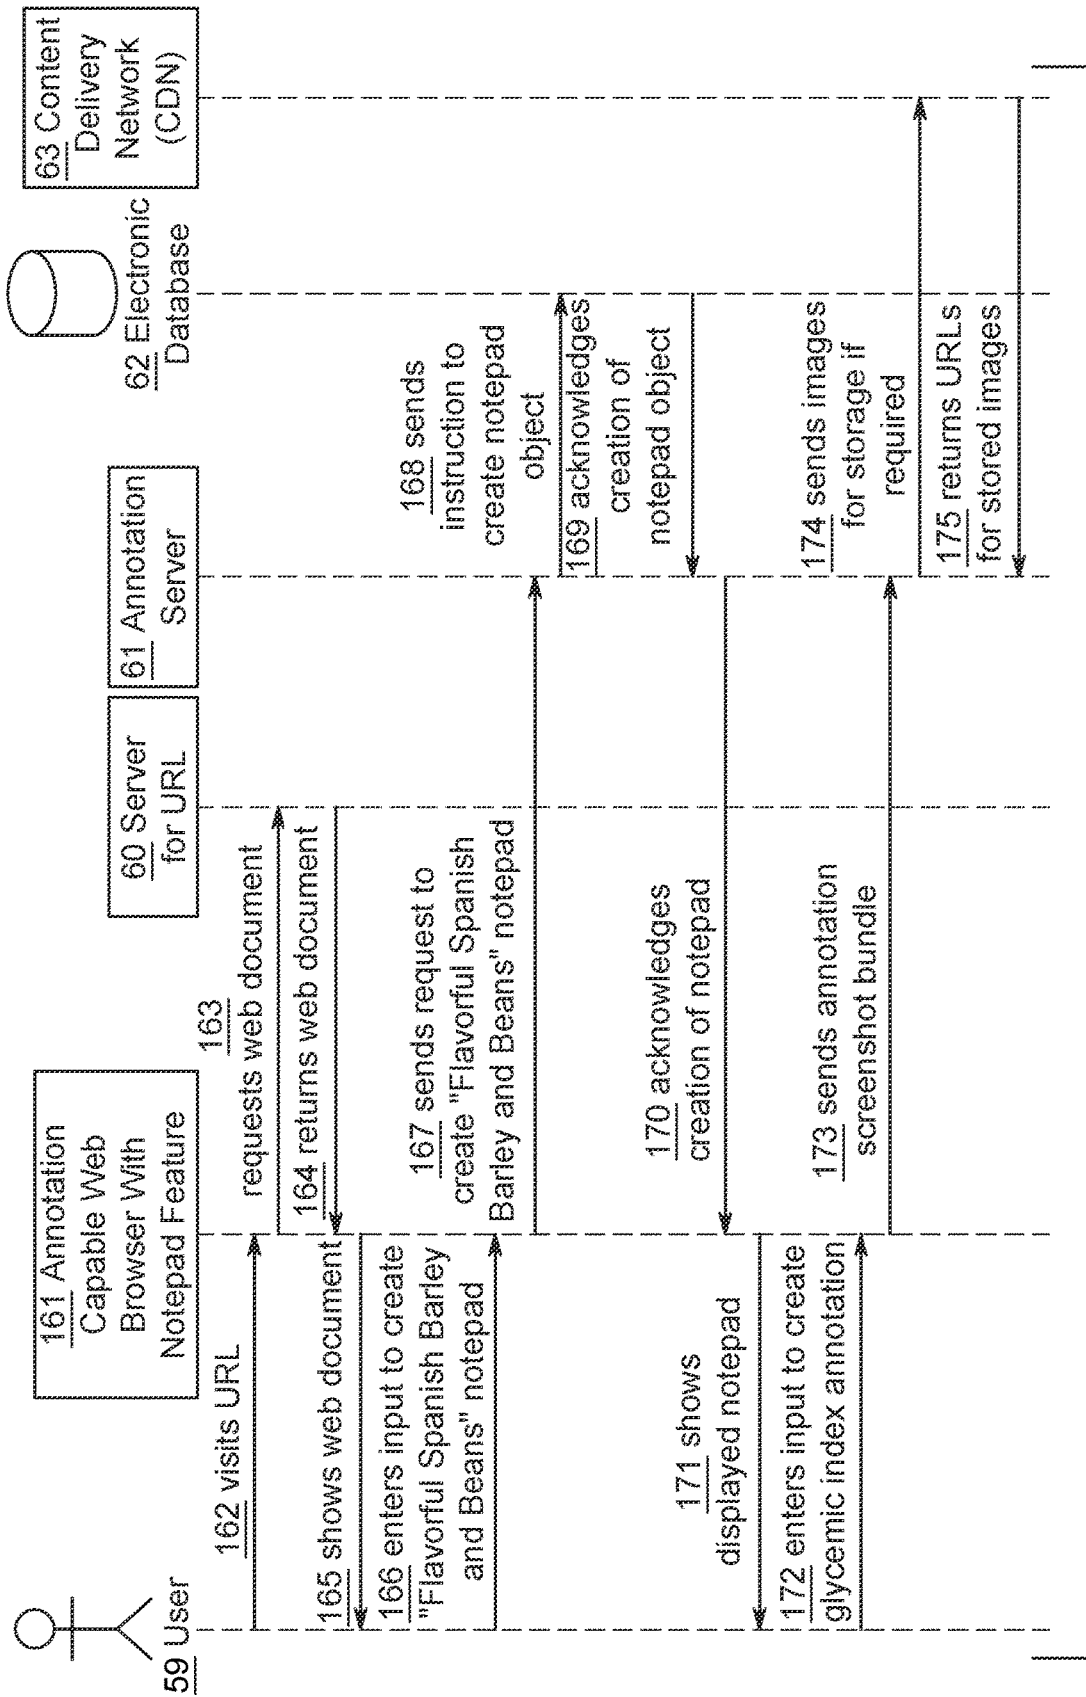 59 User
161 Annotation
Capable Web
Browser With
Notepad Feature
60 Server
for URL
61 Annotation
Server
62 Electronic
Database
63 Content
Delivery
Network
(CDN)
162 visits URL
163
requests web document
164 returns web document
165 shows web document
166 enters input to create
"Flavorful Spanish Barley
and Beans" notepad
167 sends request to
create "Flavorful Spanish
Barley and Beans" notepad
168 sends
instruction to
create notepad
object
169 acknowledges
creation of
notepad object
170 acknowledges
creation of notepad
171 shows
displayed notepad
172 enters input to create
glycemic index annotation
173 sends annotation
screenshot bundle
174 sends images
for storage if
required
175 returns URLs
for stored images